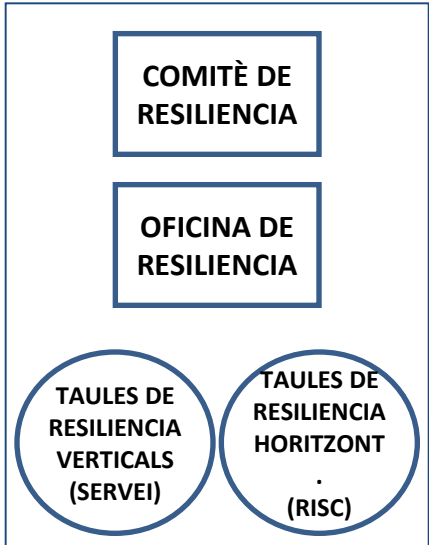 COMITÈ DE
RESILIENCIA
OFICINA DE
RESILIENCIA
TAULES DE
RESILIENCIA
VERTICALS
(SERVEI)
TAULES DE
RESILIENCIA
HORITZONT
.
(RISC)